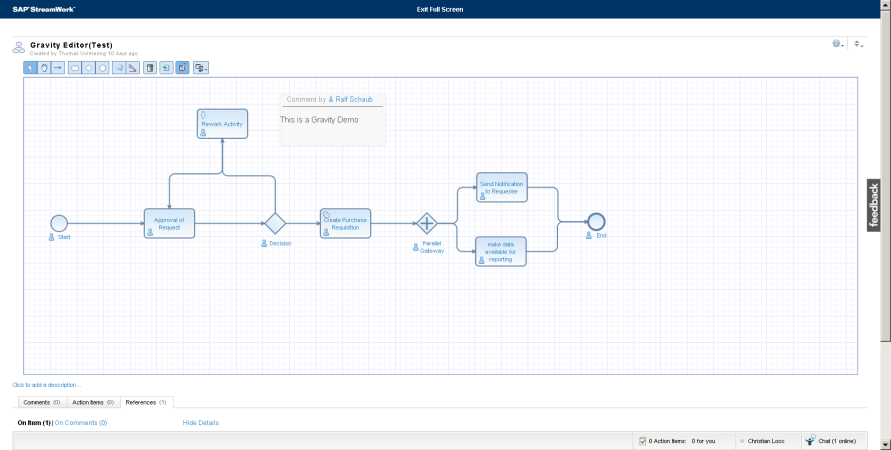 SAP StreamWork
Exit Full Screen
Gravity Editor(Test)
Created by Thomas Volmering 10 days ago
Comment by Ralf Schaub
This is a Gravity Demo
Rework Activity
Start
Approval of
Request
Decision
Create Purchase
Requisition
Parallel
Gateway
Send Notification
to Requester
make data
available for
reporting
End
feedback
Click to add a description...
Comments (0) Action Items (0) References (1)
On Item (1) | On Comments (0) Hide Details
0 Action Items: 0 for you Christian Loos Chat (1 online)